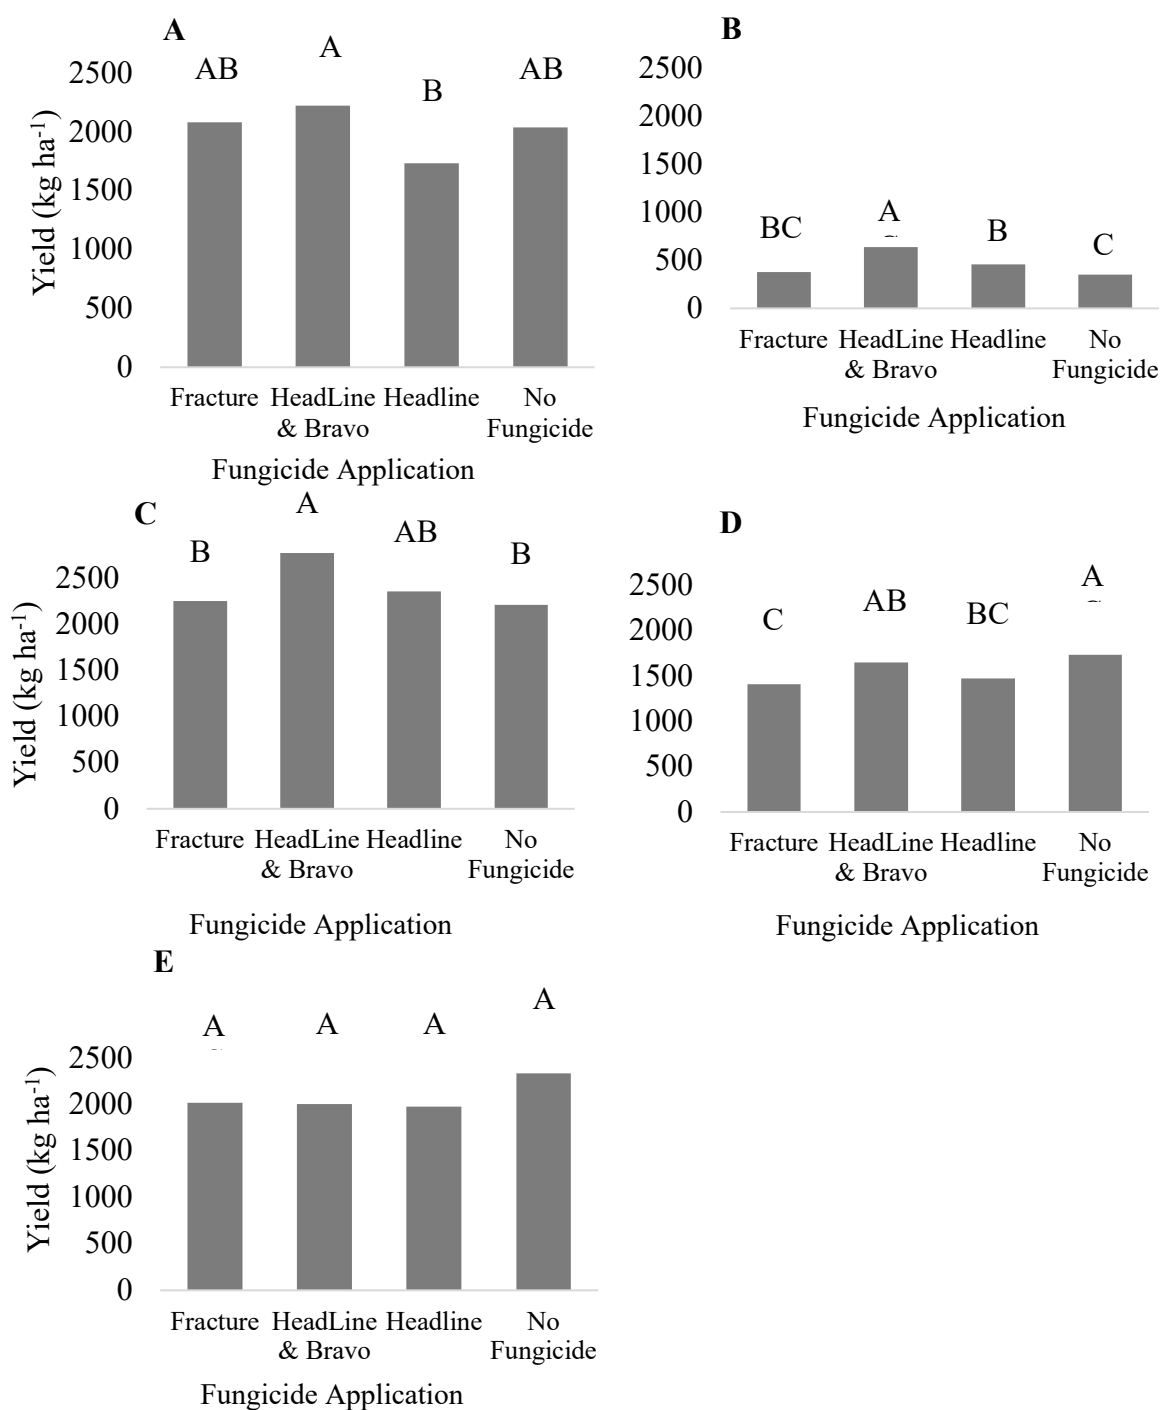 A
AB
A
B
AB
2500
2000
1500
1000
500
0
Yield (kg ha-1)
Fracture HeadLine & Bravo Headline No Fungicide
Fungicide Application
B
2500
2000
1500
1000
500
0
BC
A
B
C
Fracture HeadLine & Bravo Headline No Fungicide
Fungicide Application
C
B
A
AB
B
2500
2000
1500
1000
500
0
Yield (kg ha-1)
Fracture HeadLine & Bravo Headline No Fungicide
Fungicide Application
D
C
AB
BC
A
2500
2000
1500
1000
500
0
Fracture HeadLine & Bravo Headline No Fungicide
Fungicide Application
E
A
A
A
A
2500
2000
1500
1000
500
0
Yield (kg ha-1)
Fracture HeadLine & Bravo Headline No Fungicide
Fungicide Application